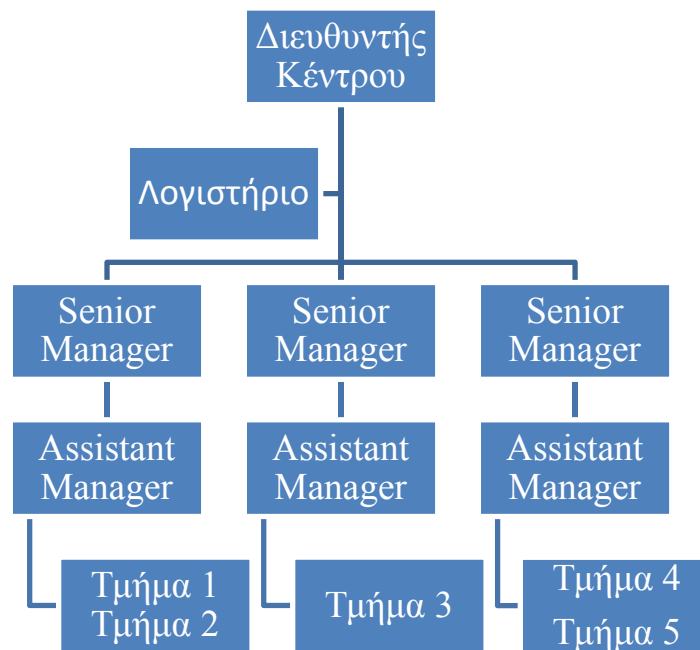 Διευθυντής
Κέντρου
Λογιστήριο
Senior
Manager
Senior
Manager
Senior
Manager
Assistant
Manager
Assistant
Manager
Assistant
Manager
Τμήμα 1
Τμήμα 2
Τμήμα 3
Τμήμα 4
Τμήμα 5